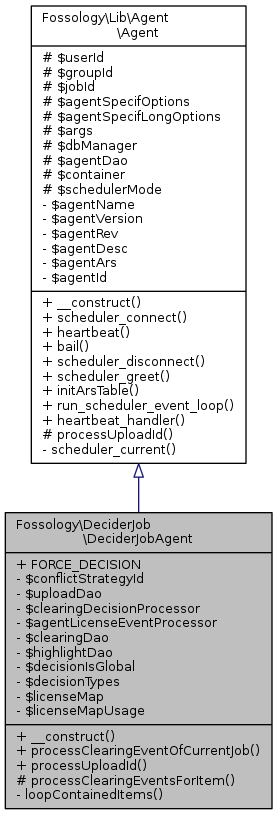 Fossology\Lib\Agent
\Agent
# $userId
# $groupId
# $jobId
# $agentSpecifOptions
# $agentSpecifLongOptions
# $args
# $dbManager
# $agentDao
# $container
# $schedulerMode
- $agentName
- $agentVersion
- $agentRev
- $agentDesc
- $agentArs
- $agentId
+ __construct()
+ scheduler_connect()
+ heartbeat()
+ bail()
+ scheduler_disconnect()
+ scheduler_greet()
+ initArsTable()
+ run_scheduler_event_loop()
+ heartbeat_handler()
# processUploadId()
- scheduler_current()
Fossology\DeciderJob
\DeciderJobAgent
+ FORCE_DECISION
- $conflictStrategyId
- $uploadDao
- $clearingDecisionProcessor
- $agentLicenseEventProcessor
- $clearingDao
- $highlightDao
- $decisionIsGlobal
- $decisionTypes
- $licenseMap
- $licenseMapUsage
+ __construct()
+ processClearingEventOfCurrentJob()
+ processUploadId()
# processClearingEventsForItem()
- loopContainedItems()